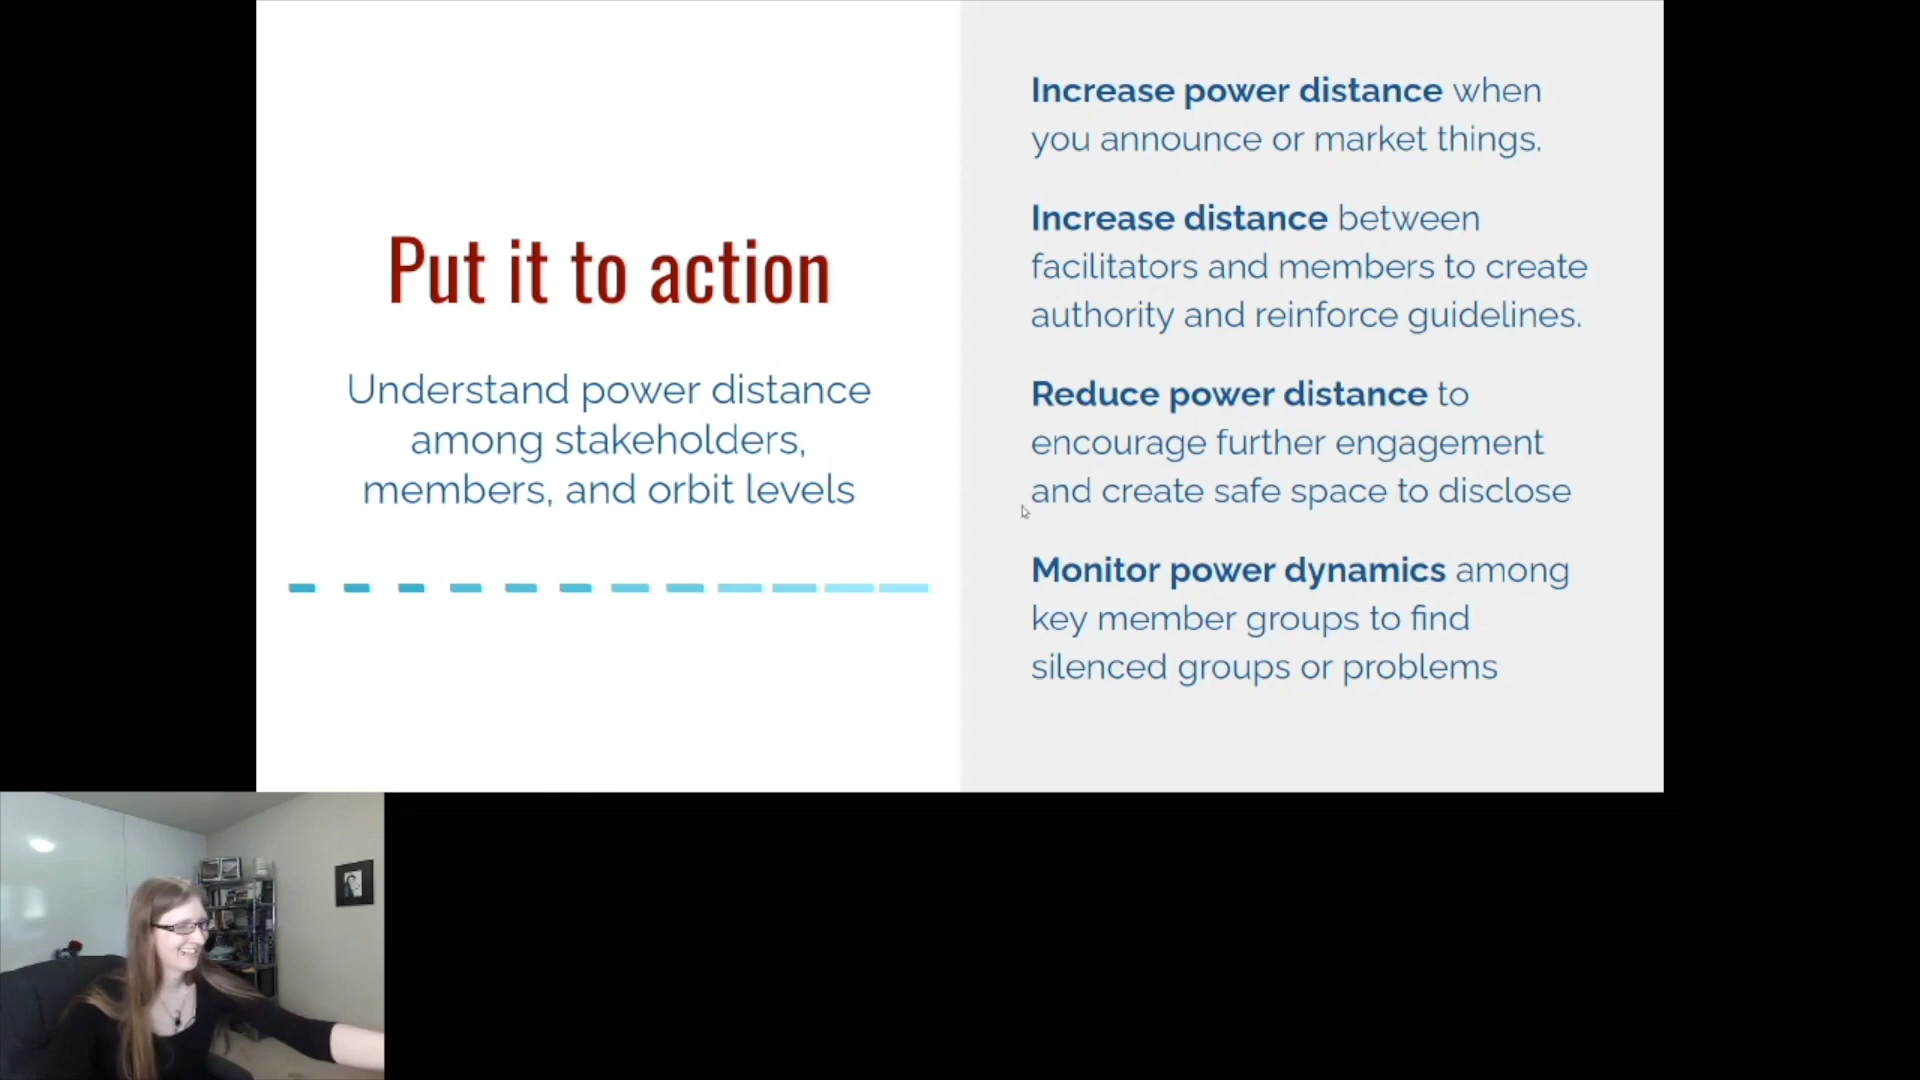 Put it to action
Understand power distance
among stakeholders,
members, and orbit levels
Increase power distance when
you announce or market things.
Increase distance between
facilitators and members to create
authority and reinforce guidelines.
Reduce power distance to
encourage further engagement
and create safe space to disclose
Monitor power dynamics among
key member groups to find
silenced groups or problems